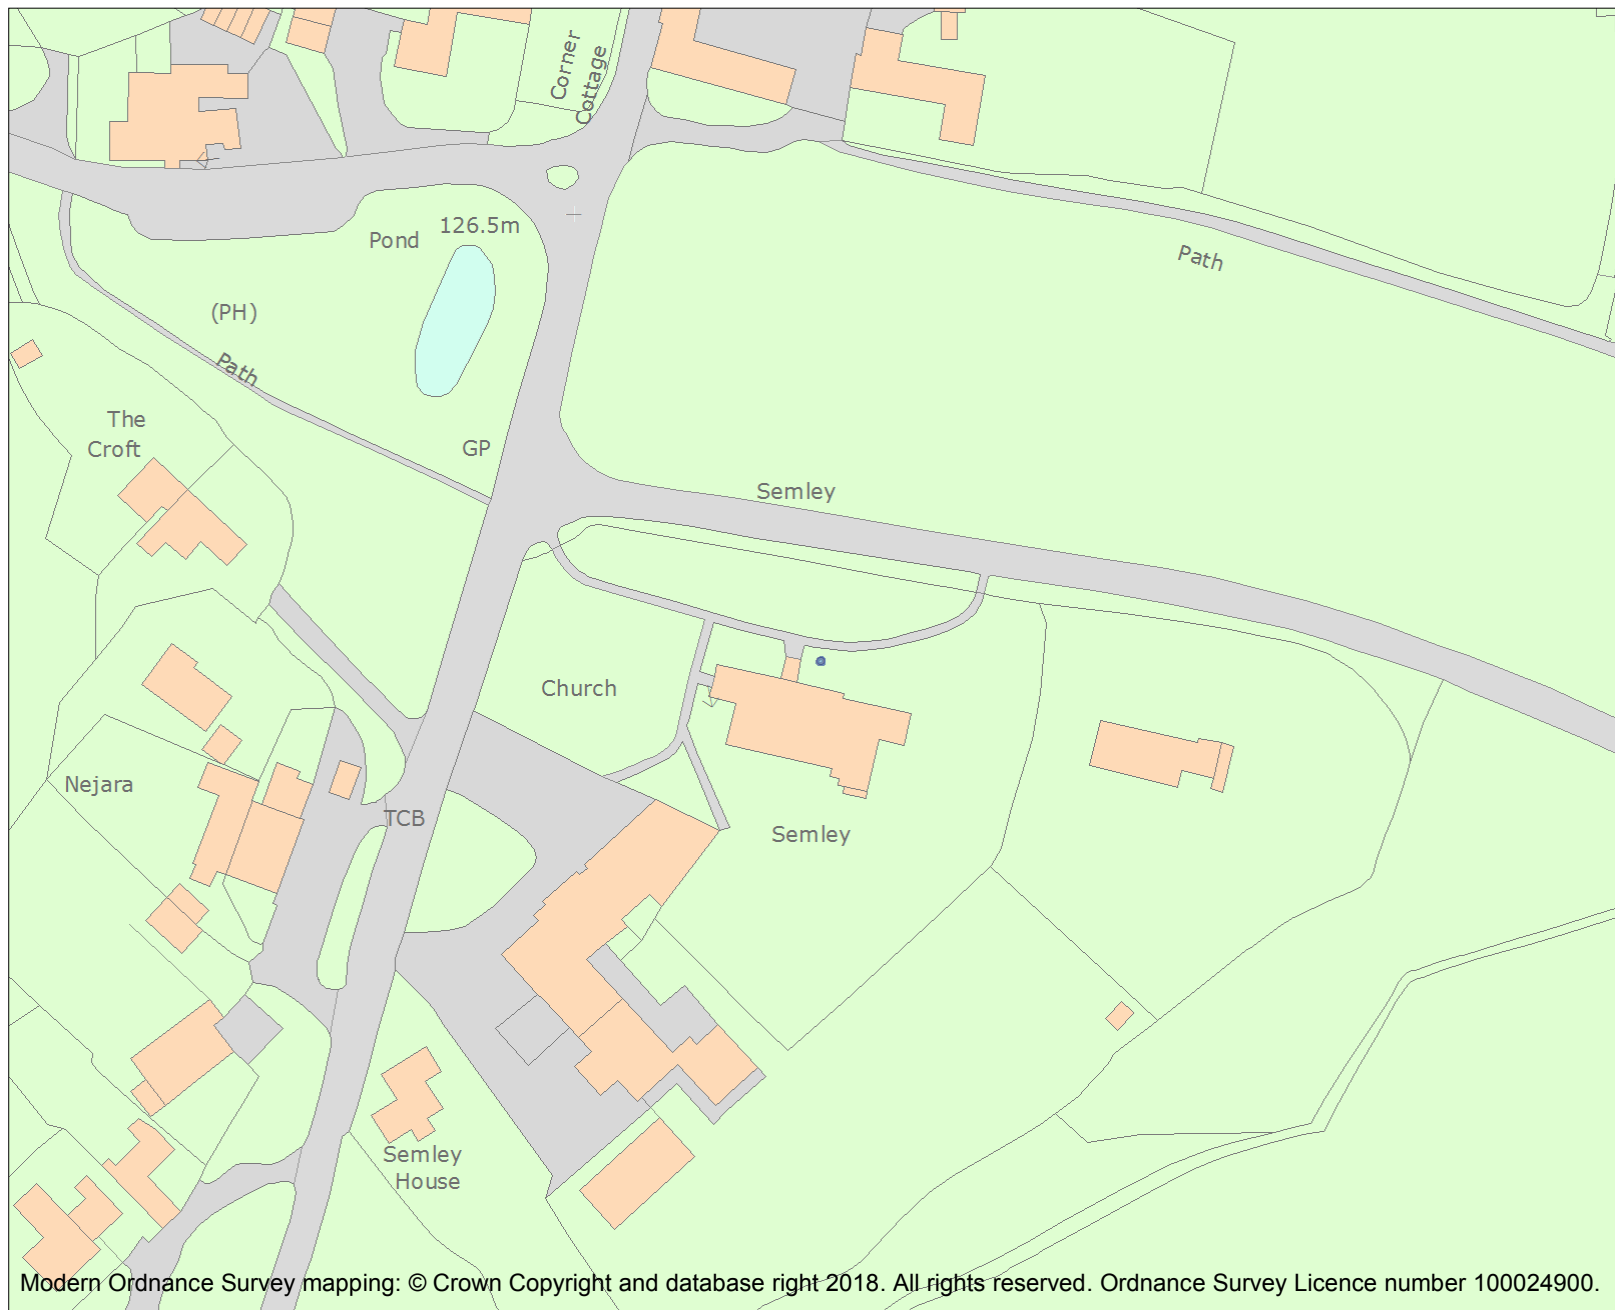 Corner
Cottage
126.5m
Pond
Path
(PH)
Path
The
Croft
GP
Semley
Church
Nejara
TCB
Semley
Semley
House
Modern Ordnance Survey mapping: © Crown Copyright and database right 2018. All rights reserved. Ordnance Survey Licence number 100024900.